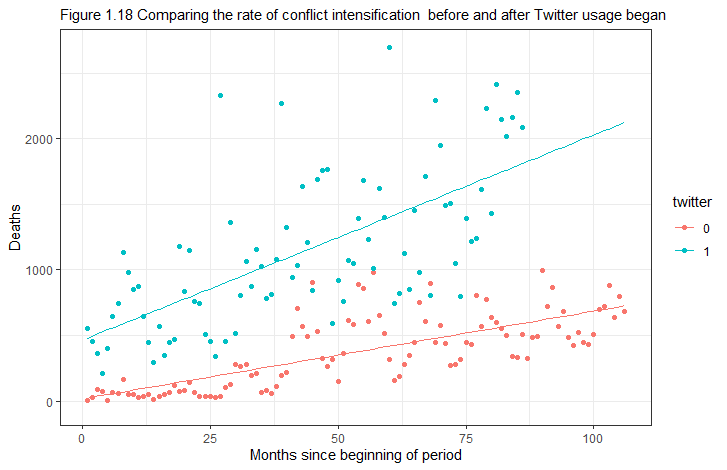 Figure 1.18 Comparing the rate of conflict intensification before and after Twitter usage began
2000
1000
0
Deaths
0 25 50 75 100
Months since beginning of period
twitter
0
1